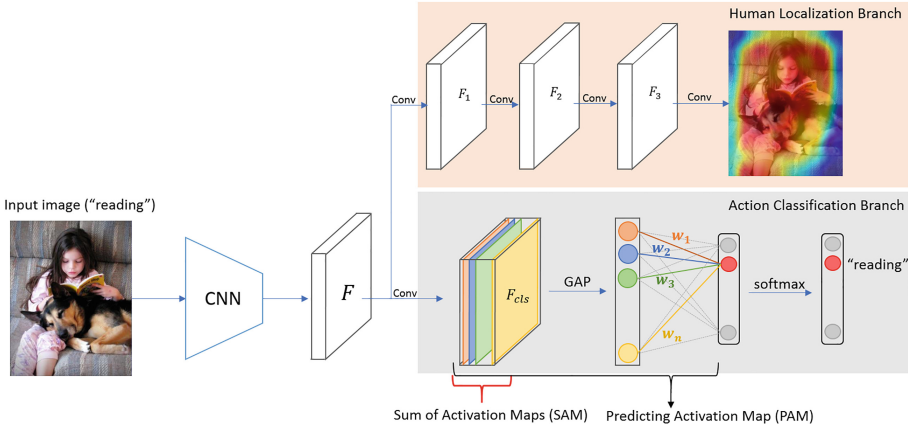 Human Localization Branch
F₁
F₂
F₃
Conv
Conv
Conv
Conv
Input image ("reading")
CNN
F
Conv
Action Classification Branch
F_cls
GAP
w₁
w₂
w₃
wₙ
softmax
"reading"
Sum of Activation Maps (SAM)
Predicting Activation Map (PAM)